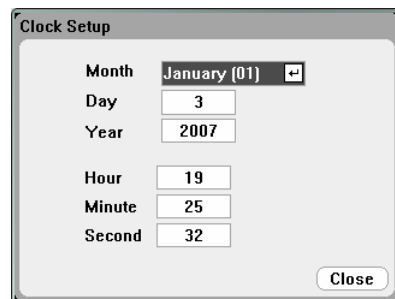 Clock Setup
Month January (01)
Day 3
Year 2007
Hour 19
Minute 25
Second 32
Close